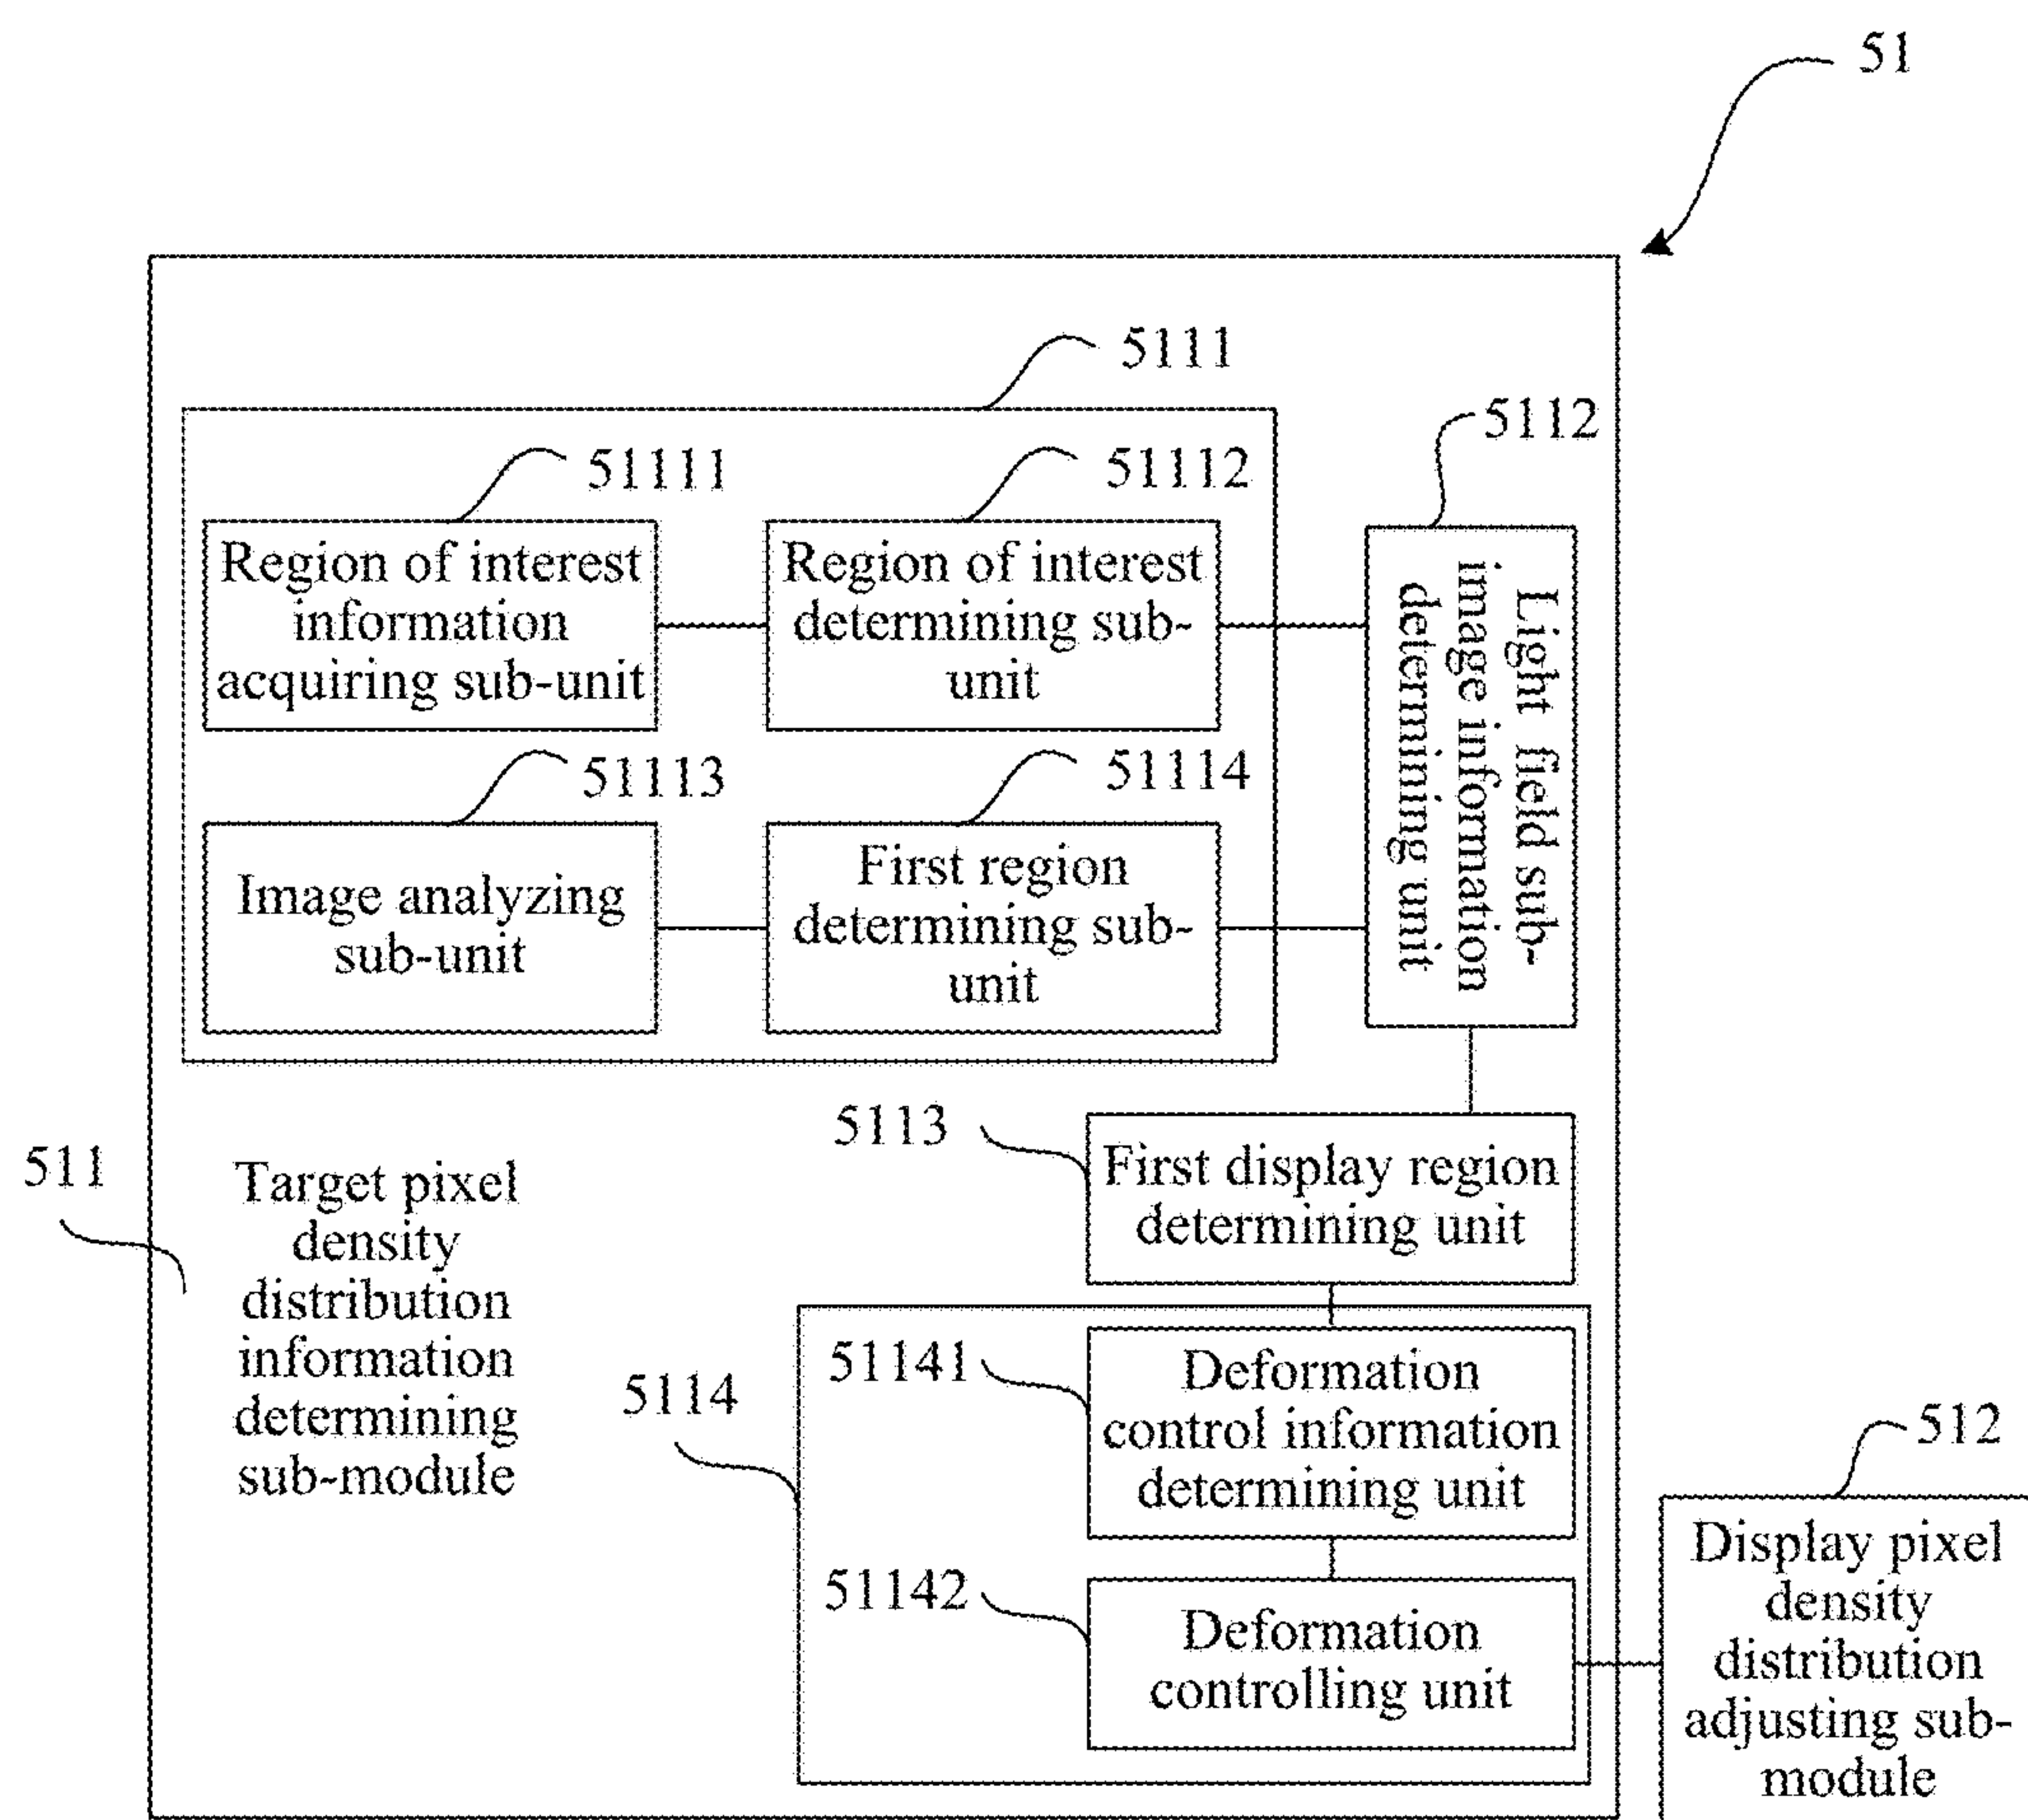 51
5111
5112
51111
51112
Region of interest
information
acquiring sub-unit
Region of interest
determining sub-
unit
Light field sub-
image information
determining unit
51113
51114
Image analyzing
sub-unit
First region
determining sub-
unit
5113
First display region
determining unit
511
Target pixel
density
distribution
information
determining
sub-module
5114
51141
Deformation
control information
determining unit
51142
Deformation
controlling unit
512
Display pixel
density
distribution
adjusting sub-
module